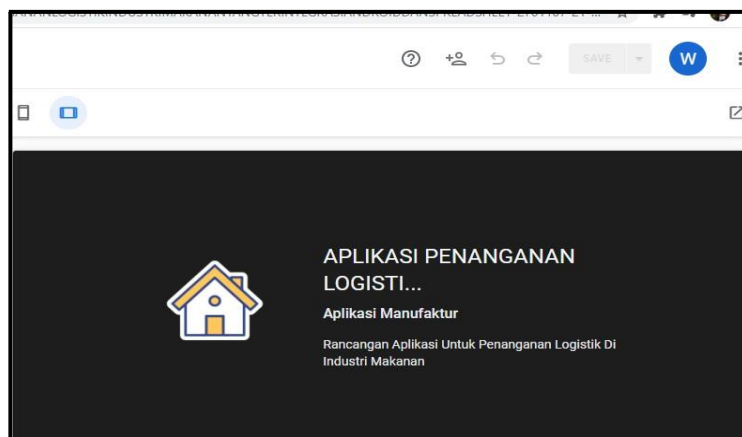 SAVE
W
APLIKASI PENANGANAN
LOGISTI...
Aplikasi Manufaktur
Rancangan Aplikasi Untuk Penanganan Logistik Di
Industri Makanan